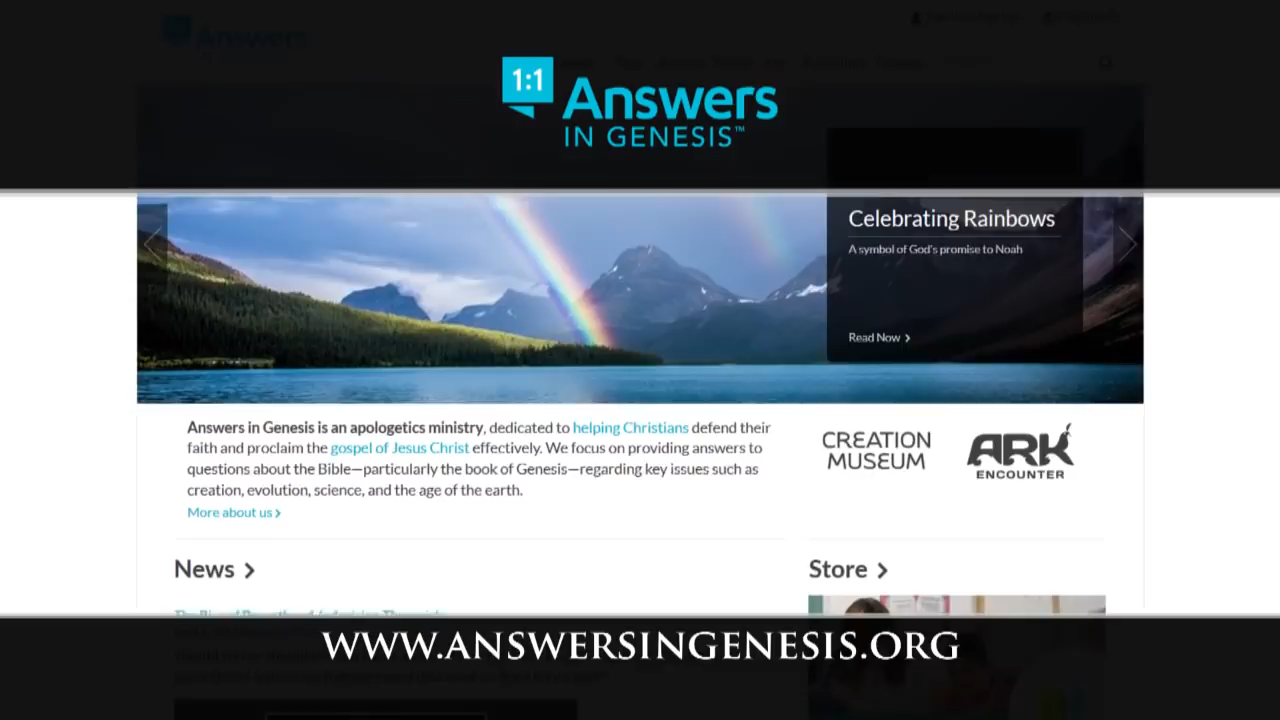 1:1
Answers
IN GENESIS™
Celebrating Rainbows
A symbol of God's promise to Noah
Read Now >
Answers in Genesis is an apologetics ministry, dedicated to helping Christians defend their
faith and proclaim the gospel of Jesus Christ effectively. We focus on providing answers to
questions about the Bible—particularly the book of Genesis—regarding key issues such as
creation, evolution, science, and the age of the earth.
More about us >
CREATION
MUSEUM
ARK
ENCOUNTER
News >
Store >
WWW.ANSWERSINGENESIS.ORG